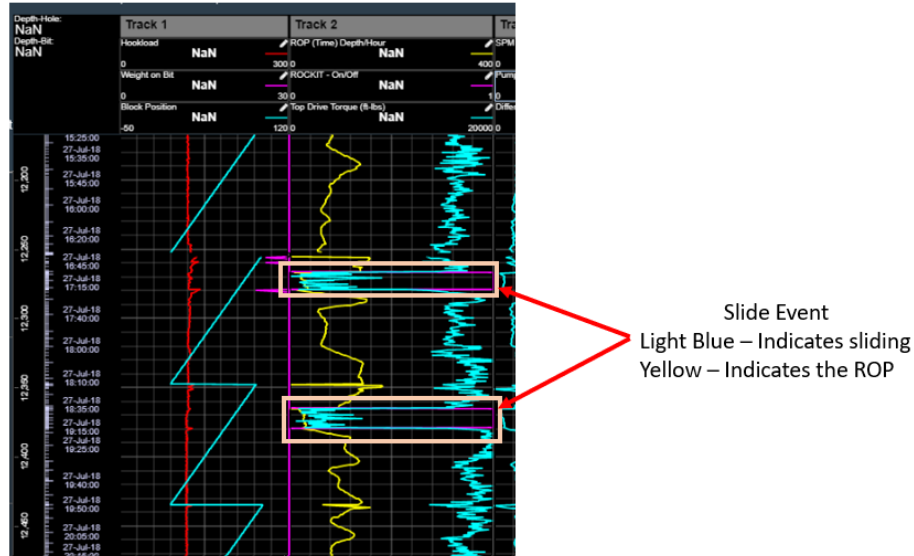 Depth-Hole:
NaN
Depth-Bit:
NaN
Track 1
Track 2
Hookload
NaN
0
300
ROP (Time) Depth/Hour
NaN
0
400
SPM
0
Weight on Bit
NaN
0
30
ROCKIT - On/Off
NaN
0
1
Pump
0
Block Position
NaN
-50
120
Top Drive Torque (ft-lbs)
NaN
0
20000
0
15:25:00
27-Jul-18
15:35:00
12,200
27-Jul-18
15:45:00
27-Jul-18
16:00:00
27-Jul-18
16:20:00
12,250
27-Jul-18
16:45:00
27-Jul-18
17:15:00
12,300
27-Jul-18
17:40:00
27-Jul-18
18:00:00
12,350
27-Jul-18
18:10:00
27-Jul-18
18:35:00
27-Jul-18
19:15:00
27-Jul-18
19:25:00
12,400
27-Jul-18
19:40:00
27-Jul-18
19:50:00
12,450
27-Jul-18
20:05:00
27-Jul-18
Slide Event
Light Blue – Indicates sliding
Yellow – Indicates the ROP